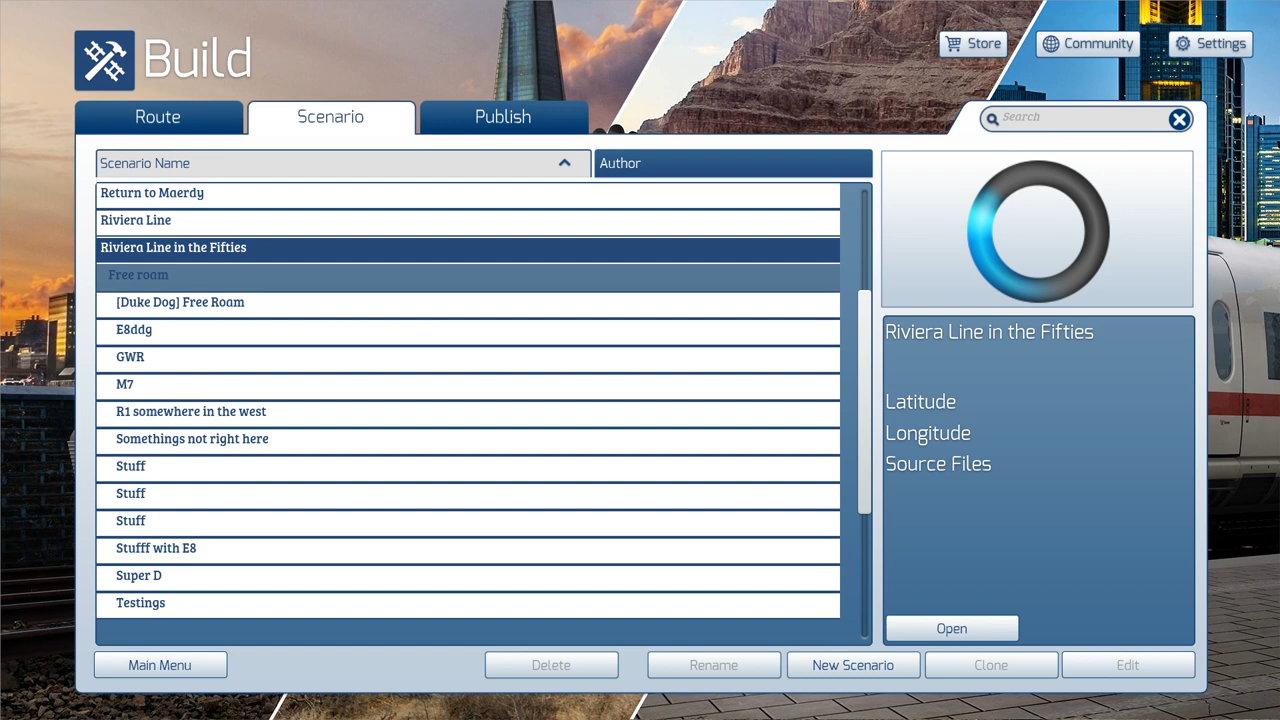 Build
Store
Community
Settings
Route
Scenario
Publish
Search
Scenario Name
Author
Return to Maerdy
Riviera Line
Riviera Line in the Fifties
Free roam
[Duke Dog] Free Roam
E8ddg
GWR
M7
R1 somewhere in the west
Somethings not right here
Stuff
Stuff
Stuff
Stufff with E8
Super D
Testings
Riviera Line in the Fifties
Latitude
Longitude
Source Files
Open
Main Menu
Delete
Rename
New Scenario
Clone
Edit